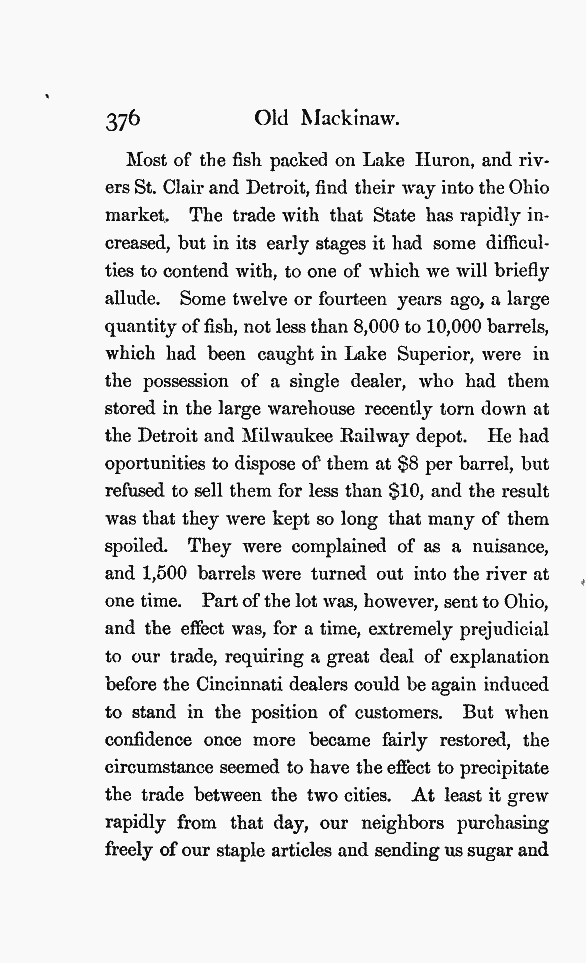 376 Old Mackinaw.
Most of the fish packed on Lake Huron, and riv-
ers St. Clair and Detroit, find their way into the Ohio
market. The trade with that State has rapidly in-
creased, but in its early stages it had some difficul-
ties to contend with, to one of which we will briefly
allude. Some twelve or fourteen years ago, a large
quantity of fish, not less than 8,000 to 10,000 barrels,
which had been caught in Lake Superior, were in
the possession of a single dealer, who had them
stored in the large warehouse recently torn down at
the Detroit and Milwaukee Railway depot. He had
oportunities to dispose of them at $8 per barrel, but
refused to sell them for less than $10, and the result
was that they were kept so long that many of them
spoiled. They were complained of as a nuisance,
and 1,500 barrels were turned out into the river at
one time. Part of the lot was, however, sent to Ohio,
and the effect was, for a time, extremely prejudicial
to our trade, requiring a great deal of explanation
before the Cincinnati dealers could be again induced
to stand in the position of customers. But when
confidence once more became fairly restored, the
circumstance seemed to have the effect to precipitate
the trade between the two cities. At least it grew
rapidly from that day, our neighbors purchasing
freely of our staple articles and sending us sugar and